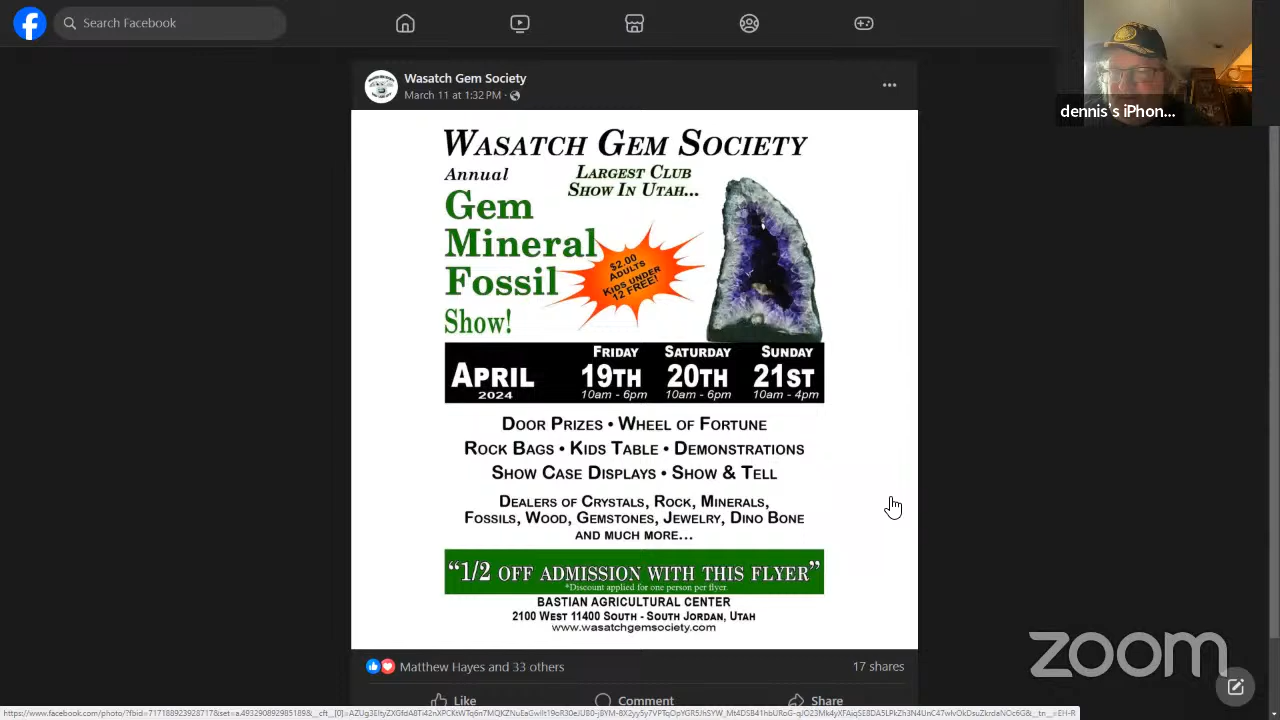 Search Facebook
Wasatch Gem Society
March 11 at 1:32 PM ·
dennis's iPhon...
WASATCH GEM SOCIETY
Annual
LARGEST CLUB
SHOW IN UTAH...
Gem
Mineral
Fossil
Show!
$2.00
ADULTS
KIDS UNDER
12 FREE!
APRIL
2024
FRIDAY
19TH
10am - 6pm
SATURDAY
20TH
10am - 6pm
SUNDAY
21ST
10am - 4pm
DOOR PRIZES • WHEEL OF FORTUNE
ROCK BAGS • KIDS TABLE • DEMONSTRATIONS
SHOW CASE DISPLAYS • SHOW & TELL
DEALERS OF CRYSTALS, ROCK, MINERALS,
FOSSILS, WOOD, GEMSTONES, JEWELRY, DINO BONE
AND MUCH MORE...
“1/2 OFF ADMISSION WITH THIS FLYER”
*Discount applied for one person per flyer.
BASTIAN AGRICULTURAL CENTER
2100 WEST 11400 SOUTH - SOUTH JORDAN, UTAH
www.wasatchgemsociety.com
Matthew Hayes and 33 others
17 shares
Like
Comment
Share
zoom